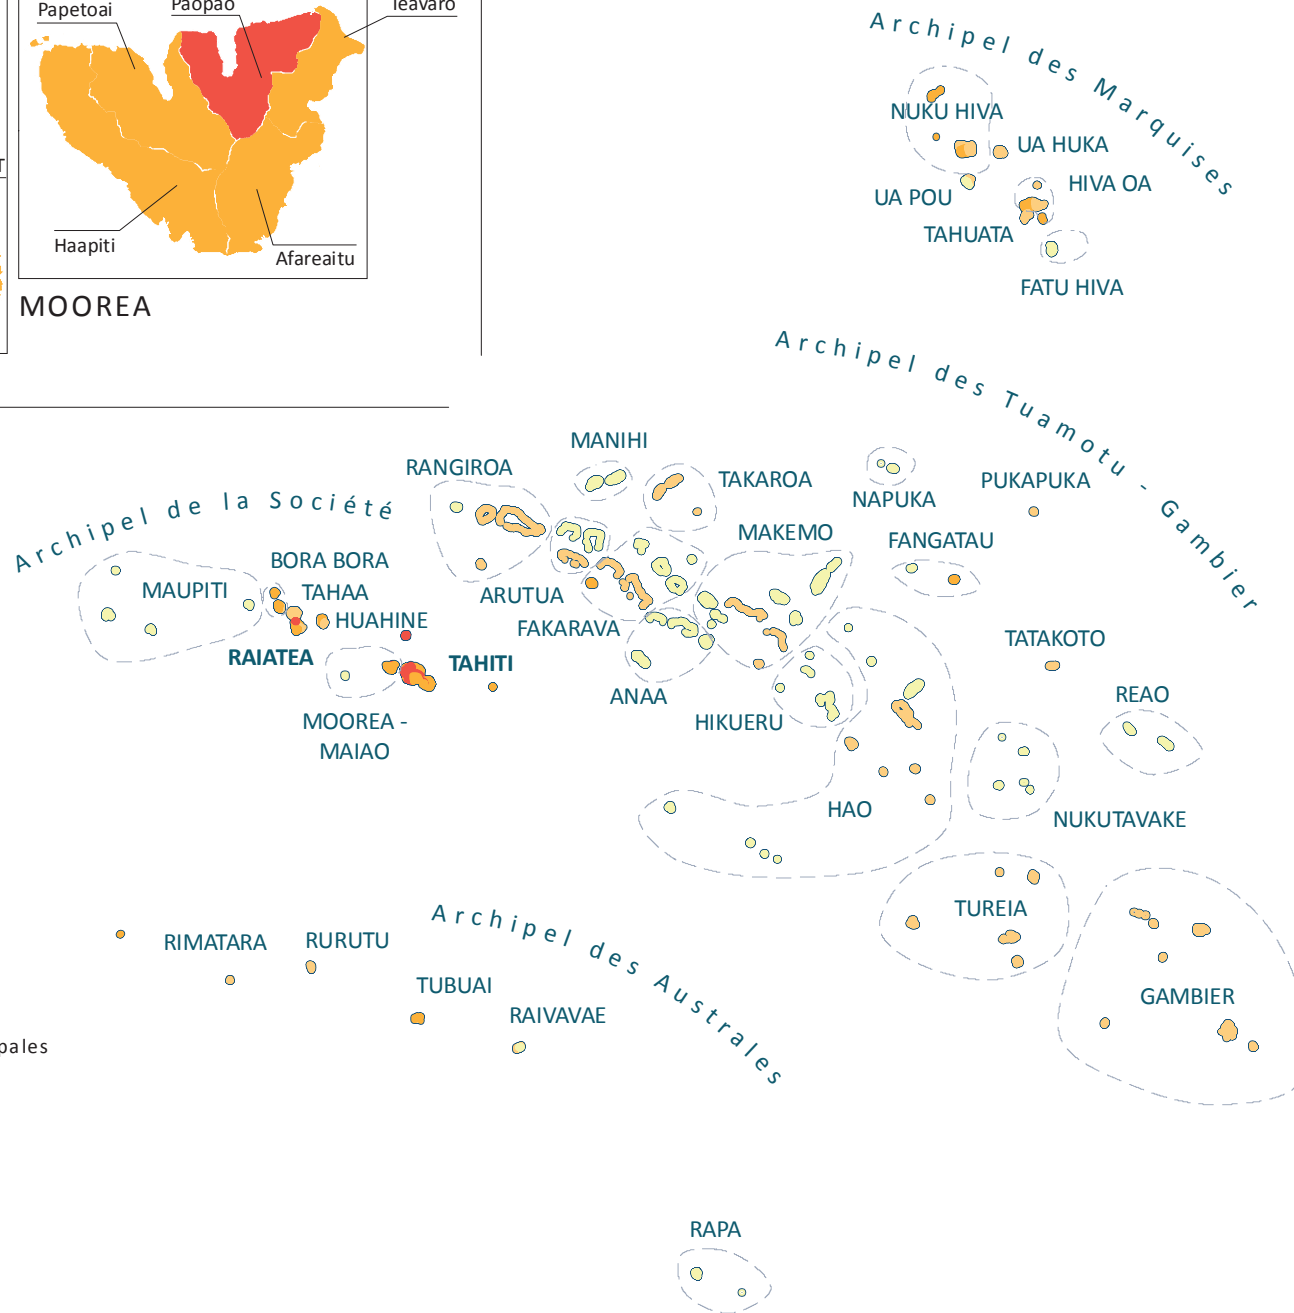 Papetoai
Paopao
Teavaro
Haapiti
Afareaitu
MOOREA
Archipel des Marquises
NUKU HIVA
UA HUKA
HIVA OA
UA POU
TAHUATA
FATU HIVA
Archipel des Tuamotu - Gambier
MANIHI
RANGIROA
TAKAROA
NAPUKA
PUKAPUKA
Archipel de la Société
MAKEMO
FANGATAU
BORA BORA
MAUPITI
TAHAA
ARUTUA
HUAHINE
FAKARAVA
TATAKOTO
RAIATEA
TAHITI
ANAA
REAO
MOOREA -
MAIAO
HIKUERU
HAO
NUKUTAVAKE
TUREIA
Archipel des Australes
RIMATARA
RURUTU
TUBUAI
RAIVAVAE
GAMBIER
pales
RAPA